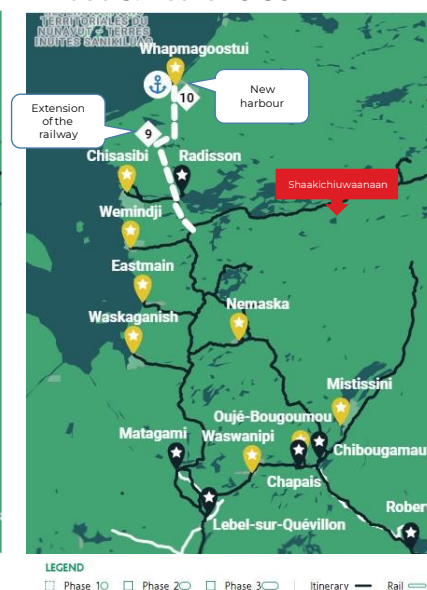 TERRITORIALES DU
NUNAVUT - TERRES
INUITES SANIKILUAQ
Whapmagoostui
New
harbour
10
Extension
of the
railway
9
Chisasibi
Radisson
Shaakichiuwaanaan
Wemindji
Eastmain
Waskaganish
Nemaska
Mistissini
Oujé-Bougoumou
Matagami
Waswanipi
Chibougamau
Chapais
Lebel-sur-Quévillon
LEGEND
Phase 1
Phase 2
Phase 3
Itinerary
Rail